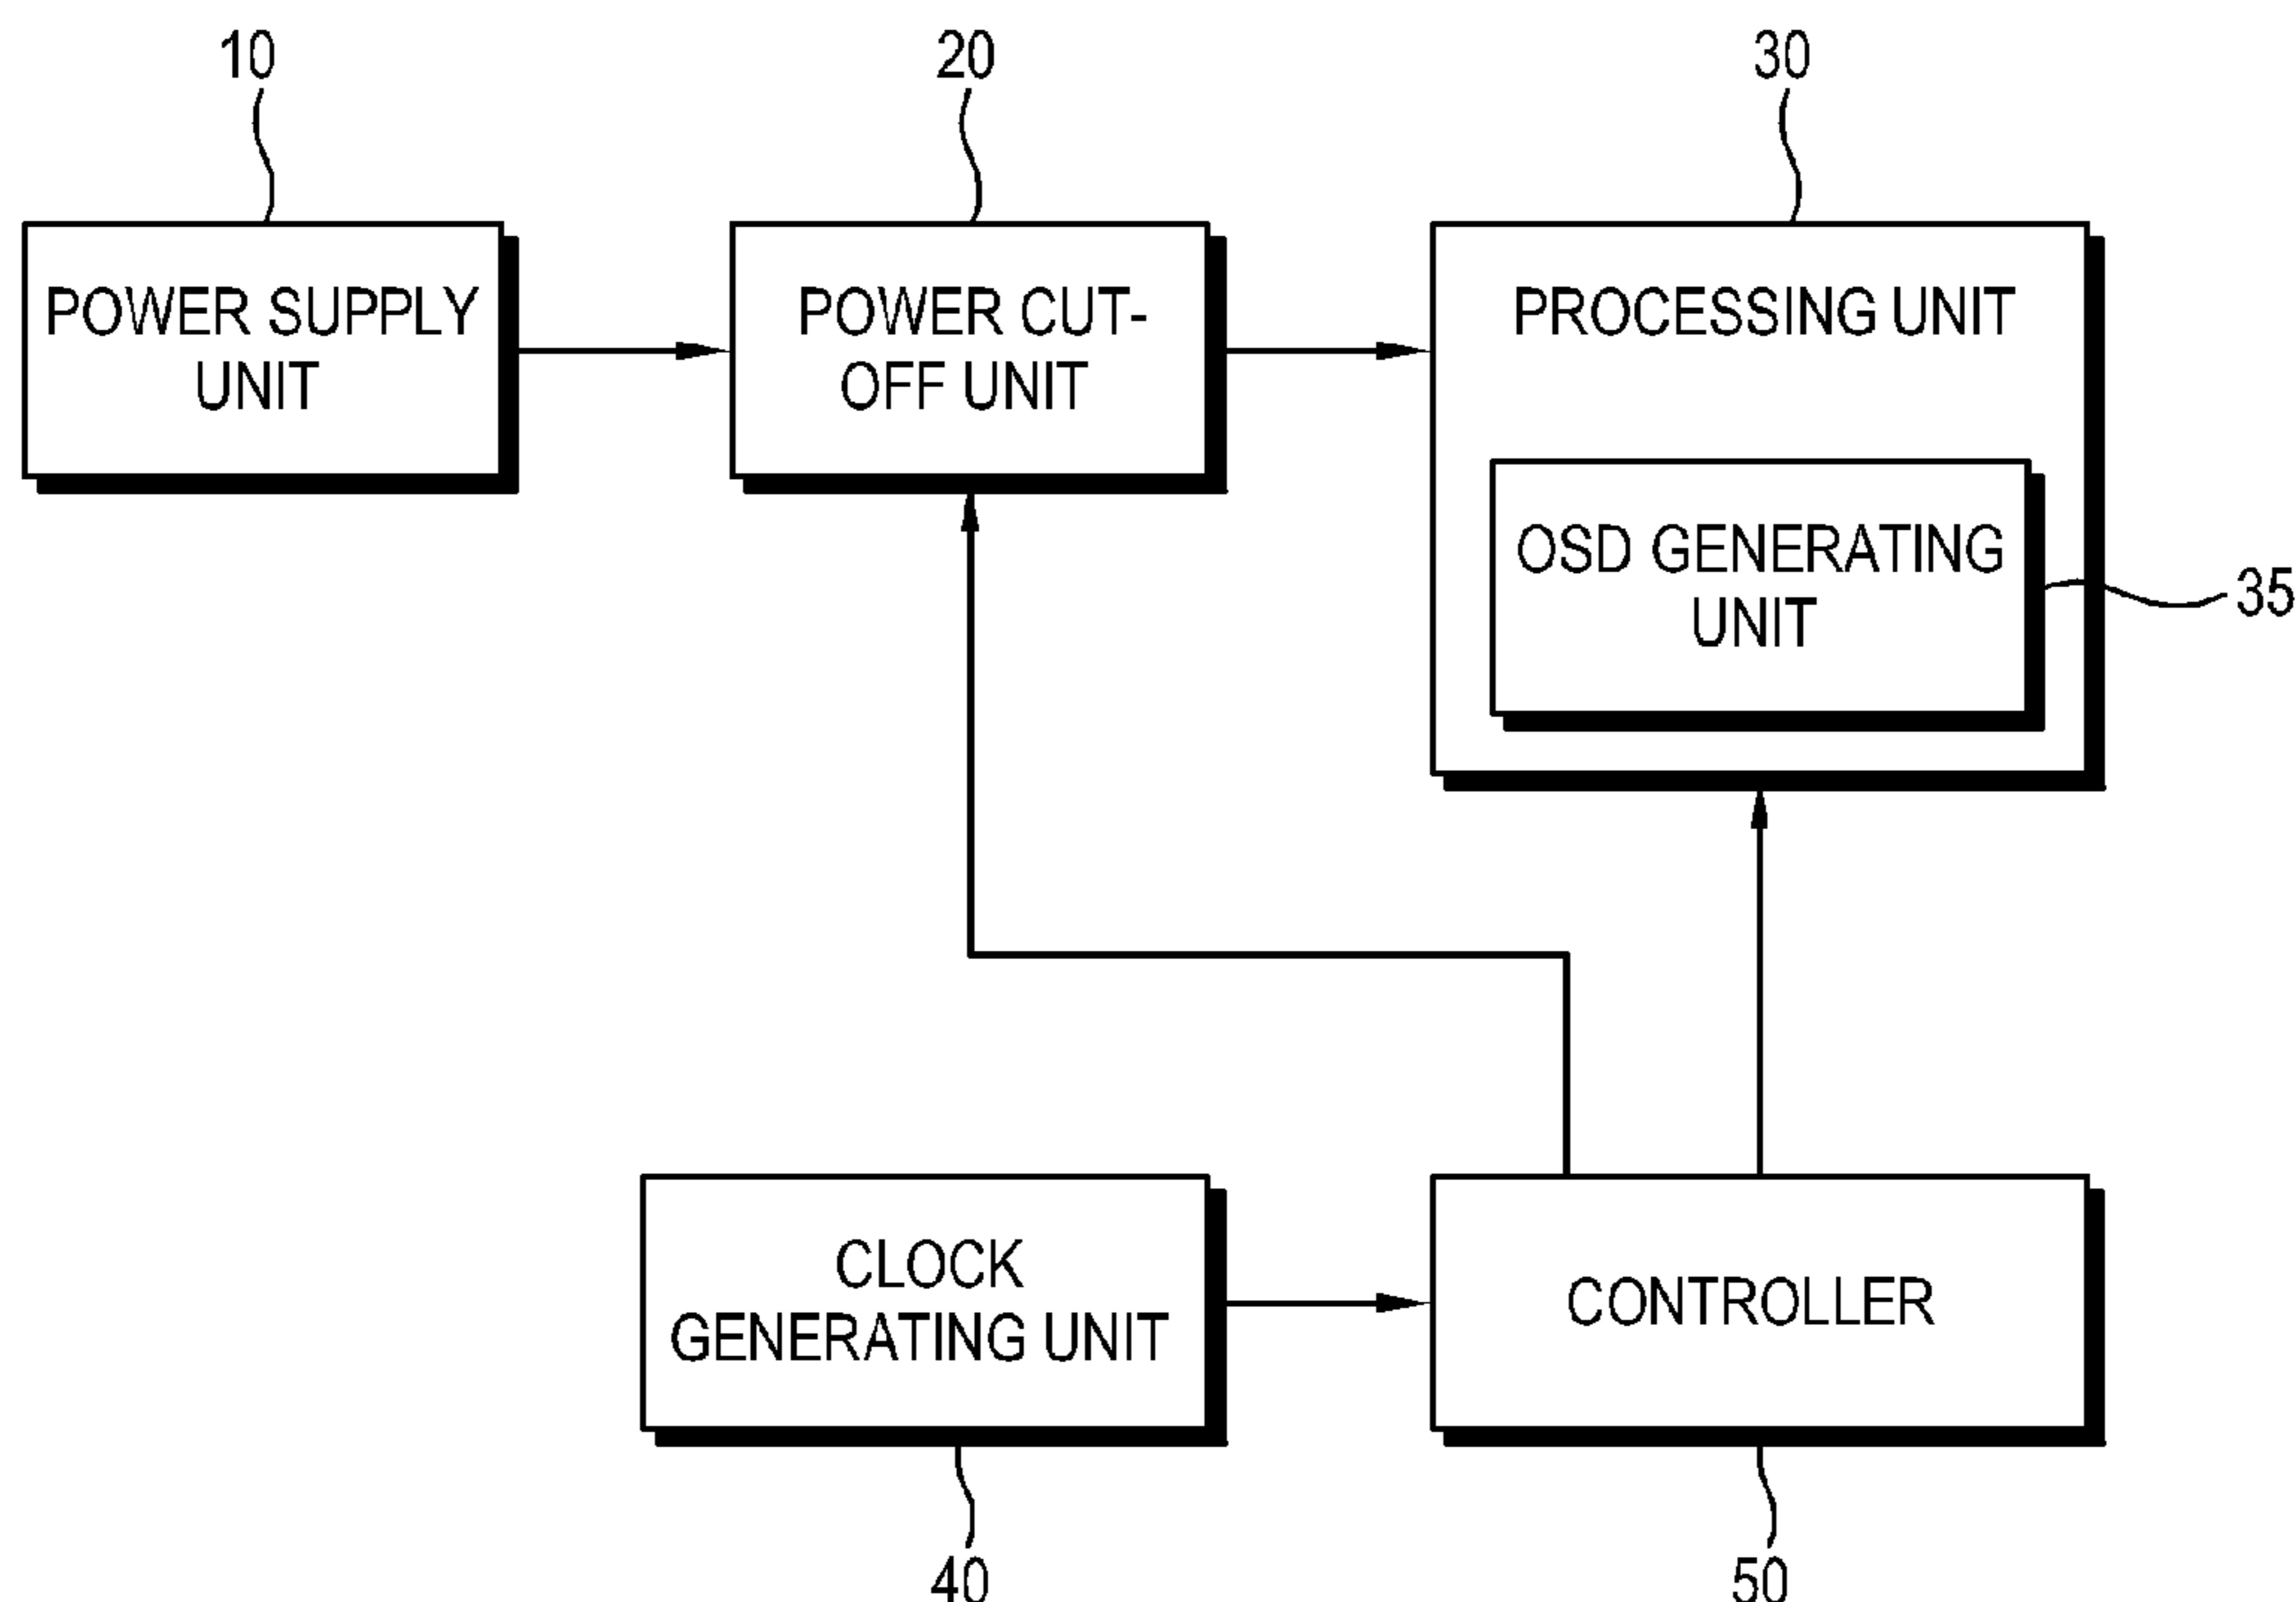 10
20
30
POWER SUPPLY
UNIT
POWER CUT-
OFF UNIT
PROCESSING UNIT
OSD GENERATING
UNIT
35
CLOCK
GENERATING UNIT
CONTROLLER
40
50